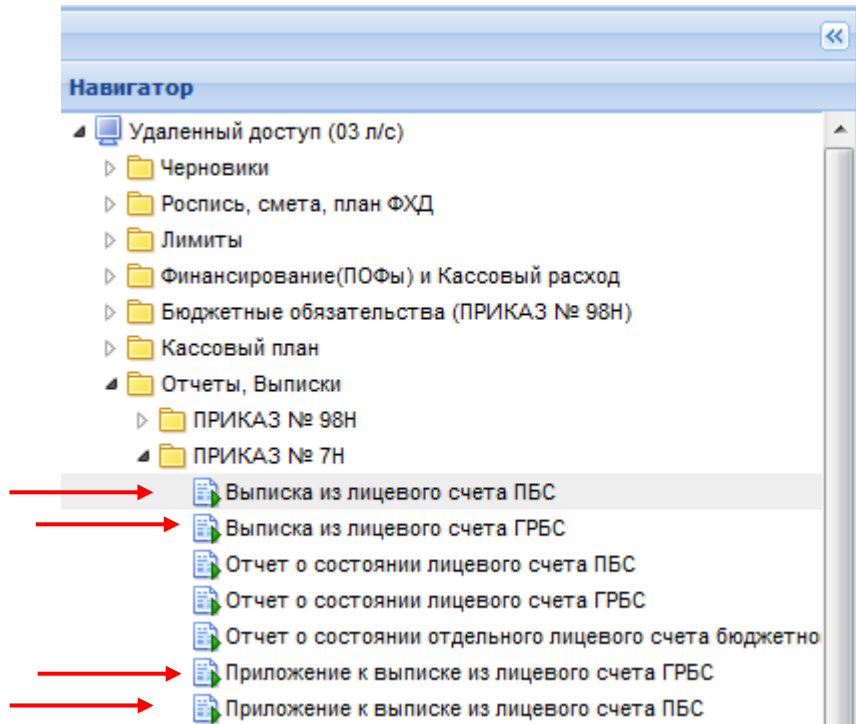 Навигатор
Удаленный доступ (03 л/с)
Черновики
Роспись, смета, план ФХД
Лимиты
Финансирование(ПОФы) и Кассовый расход
Бюджетные обязательства (ПРИКАЗ № 98Н)
Кассовый план
Отчеты, Выписки
ПРИКАЗ № 98Н
ПРИКАЗ № 7Н
Выписка из лицевого счета ПБС
Выписка из лицевого счета ГРБС
Отчет о состоянии лицевого счета ПБС
Отчет о состоянии лицевого счета ГРБС
Отчет о состоянии отдельного лицевого счета бюджетно
Приложение к выписке из лицевого счета ГРБС
Приложение к выписке из лицевого счета ПБС